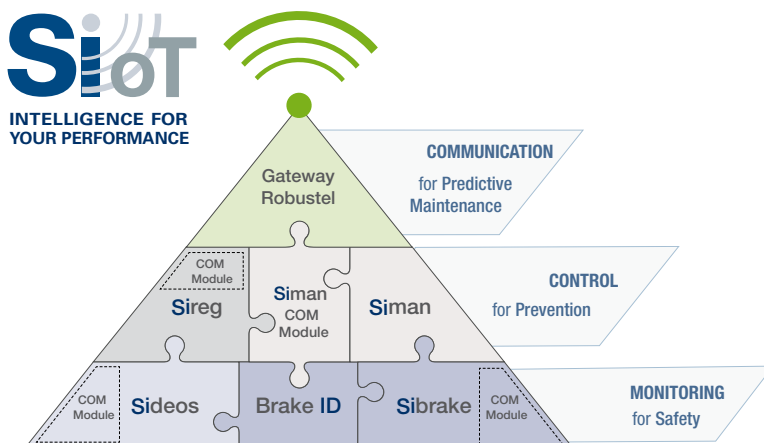 SIoT
INTELLIGENCE FOR
YOUR PERFORMANCE
Gateway
Robustel
COMMUNICATION
for Predictive
Maintenance
COM
Module
Sireg
Siman
COM
Module
Siman
CONTROL
for Prevention
COM
Module
Sideos
Brake ID
Sibrake
COM
Module
MONITORING
for Safety